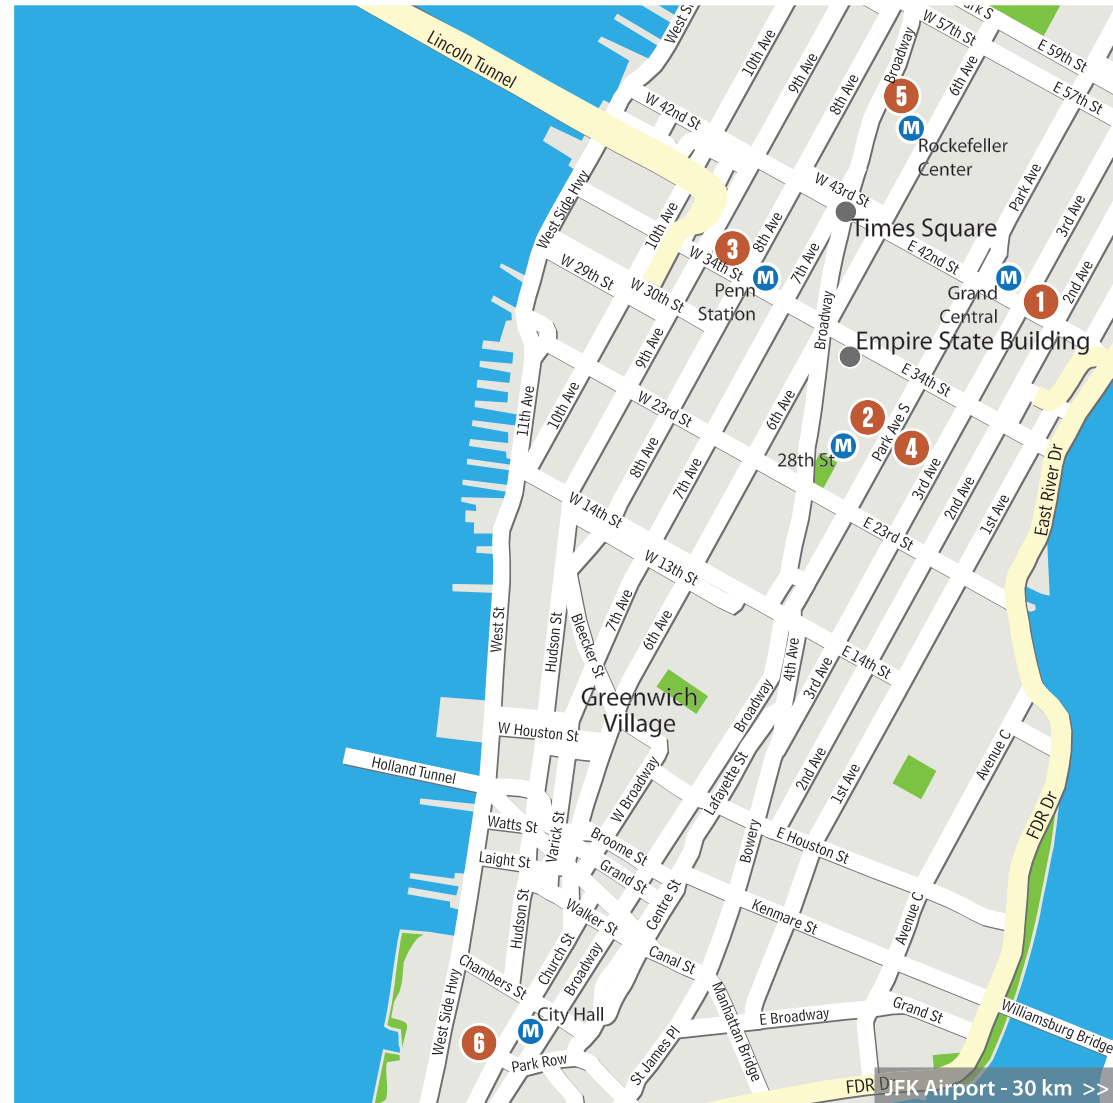 West S
10th Ave
9th Ave
8th Ave
Broadway
6th Ave
W 57th St
ark S
E 59th St
E 57th St
Lincoln Tunnel
W 42nd St
5
M
Rockefeller
Center
Park Ave
3rd Ave
2nd Ave
West Side Hwy
10th Ave
W 43rd St
Times Square
E 42nd St
3
8th Ave
7th Ave
W 34th St
M
Penn
Station
M
Grand
Central
1
W 29th St
W 30th St
Broadway
Empire State Building
E 34th St
9th Ave
10th Ave
11th Ave
W 23rd St
6th Ave
2
M
28th St
Park Ave S
4
3rd Ave
2nd Ave
1st Ave
East River Dr
8th Ave
7th Ave
W 14th St
E 23rd St
W 13th St
West St
Hudson St
Bleecker St
7th Ave
6th Ave
4th Ave
3rd Ave
E 14th St
Greenwich
Village
Broadway
W Houston St
Holland Tunnel
W Broadway
Lafayette St
2nd Ave
1st Ave
Avenue C
FDR Dr
Watts St
Varick St
Broome St
Bowery
E Houston St
Laight St
Grand St
Centre St
Hudson St
Walker St
Kenmare St
Avenue C
Church St
Broadway
Canal St
Chambers St
West Side Hwy
City Hall
M
6
Park Row
St James Pl
Manhattan Bridge
E Broadway
Grand St
Williamsburg Bridge
FDR D
JFK Airport - 30 km >>